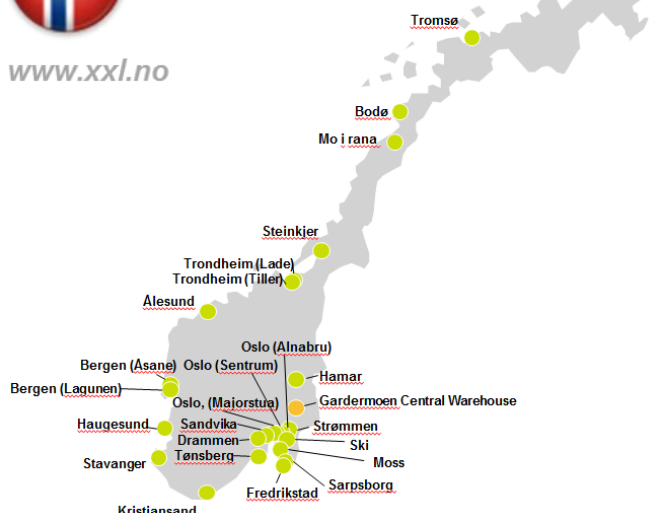 Tromsø
www.xxl.no
Bodø
Mo i rana
Steinkjer
Trondheim (Lade)
Trondheim (Tiller)
Ålesund
Oslo (Alnabru)
Bergen (Åsane)
Oslo (Sentrum)
Hamar
Bergen (Lagunen)
Oslo, (Majorstua)
Gardermoen Central Warehouse
Haugesund
Sandvika
Strømmen
Drammen
Ski
Tønsberg
Moss
Stavanger
Sarpsborg
Fredrikstad
Kristiansand